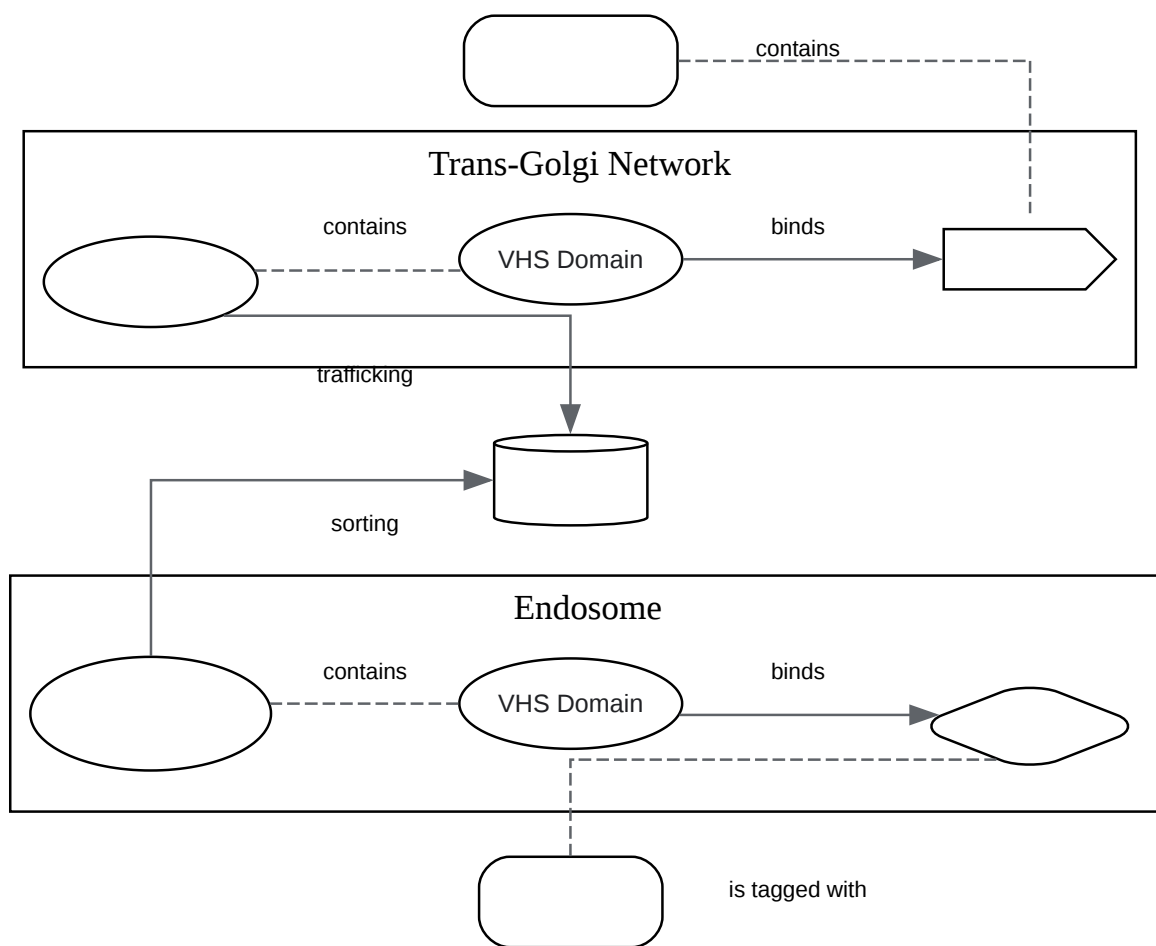 contains
Trans-Golgi Network
contains
VHS Domain
binds
trafficking
sorting
Endosome
contains
VHS Domain
binds
is tagged with